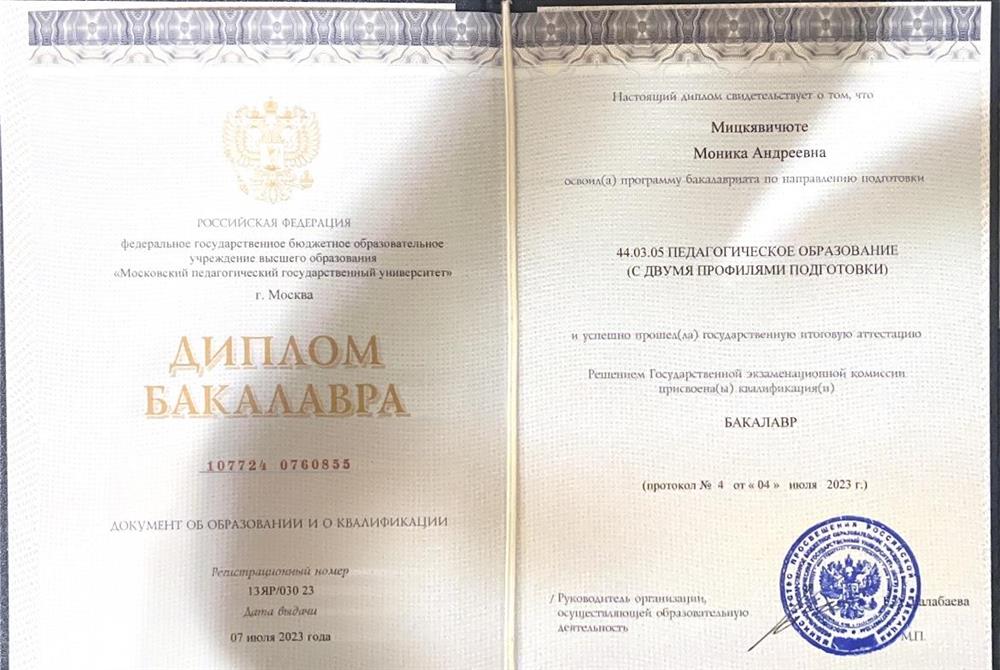 РОССИЙСКАЯ ФЕДЕРАЦИЯ
федеральное государственное бюджетное образовательное
учреждение высшего образования
«Московский педагогический государственный университет»
г. Москва
ДИПЛОМ
БАКАЛАВРА
107724 0760855
ДОКУМЕНТ ОБ ОБРАЗОВАНИИ И О КВАЛИФИКАЦИИ
Регистрационный номер
13ЯР/030 23
Дата выдачи
07 июля 2023 года
Настоящий диплом свидетельствует о том, что
Мицкявичюте
Моника Андреевна
освоил(а) программу бакалавриата по направлению подготовки
44.03.05 ПЕДАГОГИЧЕСКОЕ ОБРАЗОВАНИЕ
(С ДВУМЯ ПРОФИЛЯМИ ПОДГОТОВКИ)
и успешно прошел(ла) государственную итоговую аттестацию
Решением Государственной экзаменационной комиссии
присвоена(ы) квалификация(и)
БАКАЛАВР
(протокол № 4 от « 04 » июля 2023 г.)
МИНИСТЕРСТВО ПРОСВЕЩЕНИЯ РОССИЙСКОЙ ФЕДЕРАЦИИ
/ Руководитель организации,
осуществляющей образовательную
деятельность
М.П.